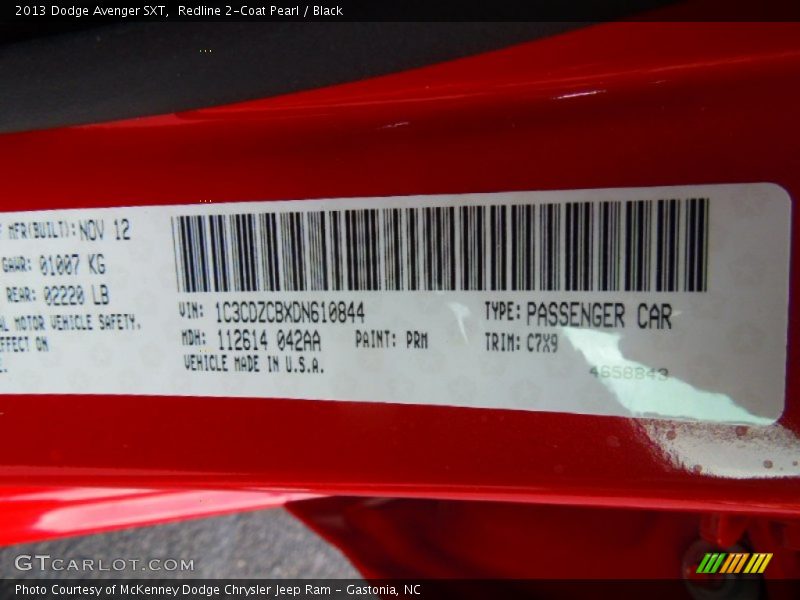 2013 Dodge Avenger SXT,  Redline 2-Coat Pearl / Black
MFR(BUILT): NOV 12
GAWR: 01007 KG
REAR: 02220 LB
MOTOR VEHICLE SAFETY,
EFFECT ON
VIN: 1C3CDZCBXDN610844
TYPE: PASSENGER CAR
MDH: 112614 042AA
PAINT: PRM
TRIM: C7X9
VEHICLE MADE IN U.S.A.
4658843
GTCARLOT.COM
Photo Courtesy of McKenney Dodge Chrysler Jeep Ram - Gastonia, NC